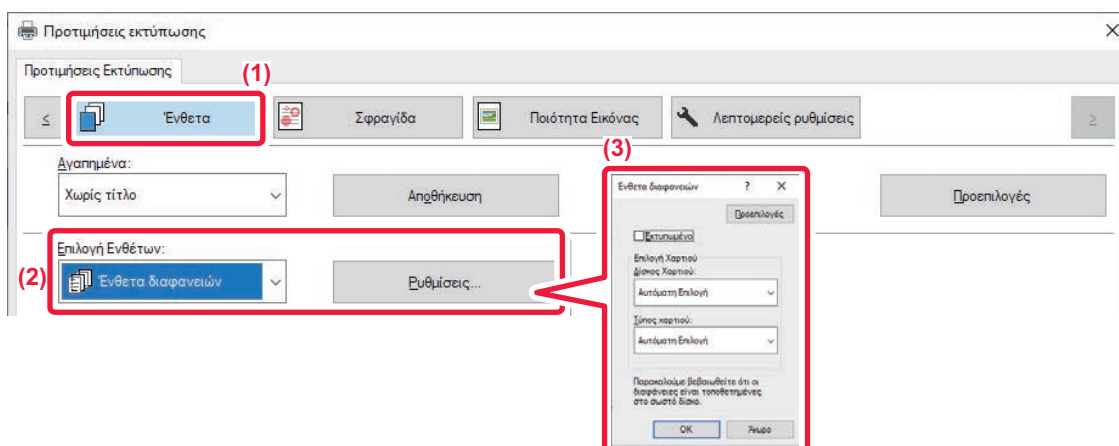 Προτιμήσεις εκτύπωσης
Προτιμήσεις Εκτύπωσης
(1)
< Ένθετα Σφραγίδα Ποιότητα Εικόνας Λεπτομερείς ρυθμίσεις >
(3)
Αγαπημένα:
Χωρίς τίτλο Αποθήκευση Προεπιλογές
(2)
Επιλογή Ενθέτων:
Ένθετα διαφανειών Ρυθμίσεις...
Ένθετα διαφανειών ? X
Προεπιλογές
Εκτυπωμένο
Επιλογή Χαρτιού
Δίσκος Χαρτιού:
Αυτόματη Επιλογή
Τύπος χαρτιού:
Αυτόματη Επιλογή
Παρακαλούμε βεβαιωθείτε ότι οι
διαφάνειες είναι τοποθετημένες
στο σωστό δίσκο.
OK Άκυρο